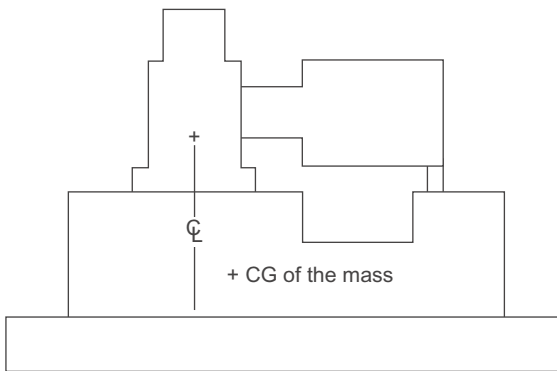 ℄
+ CG of the mass